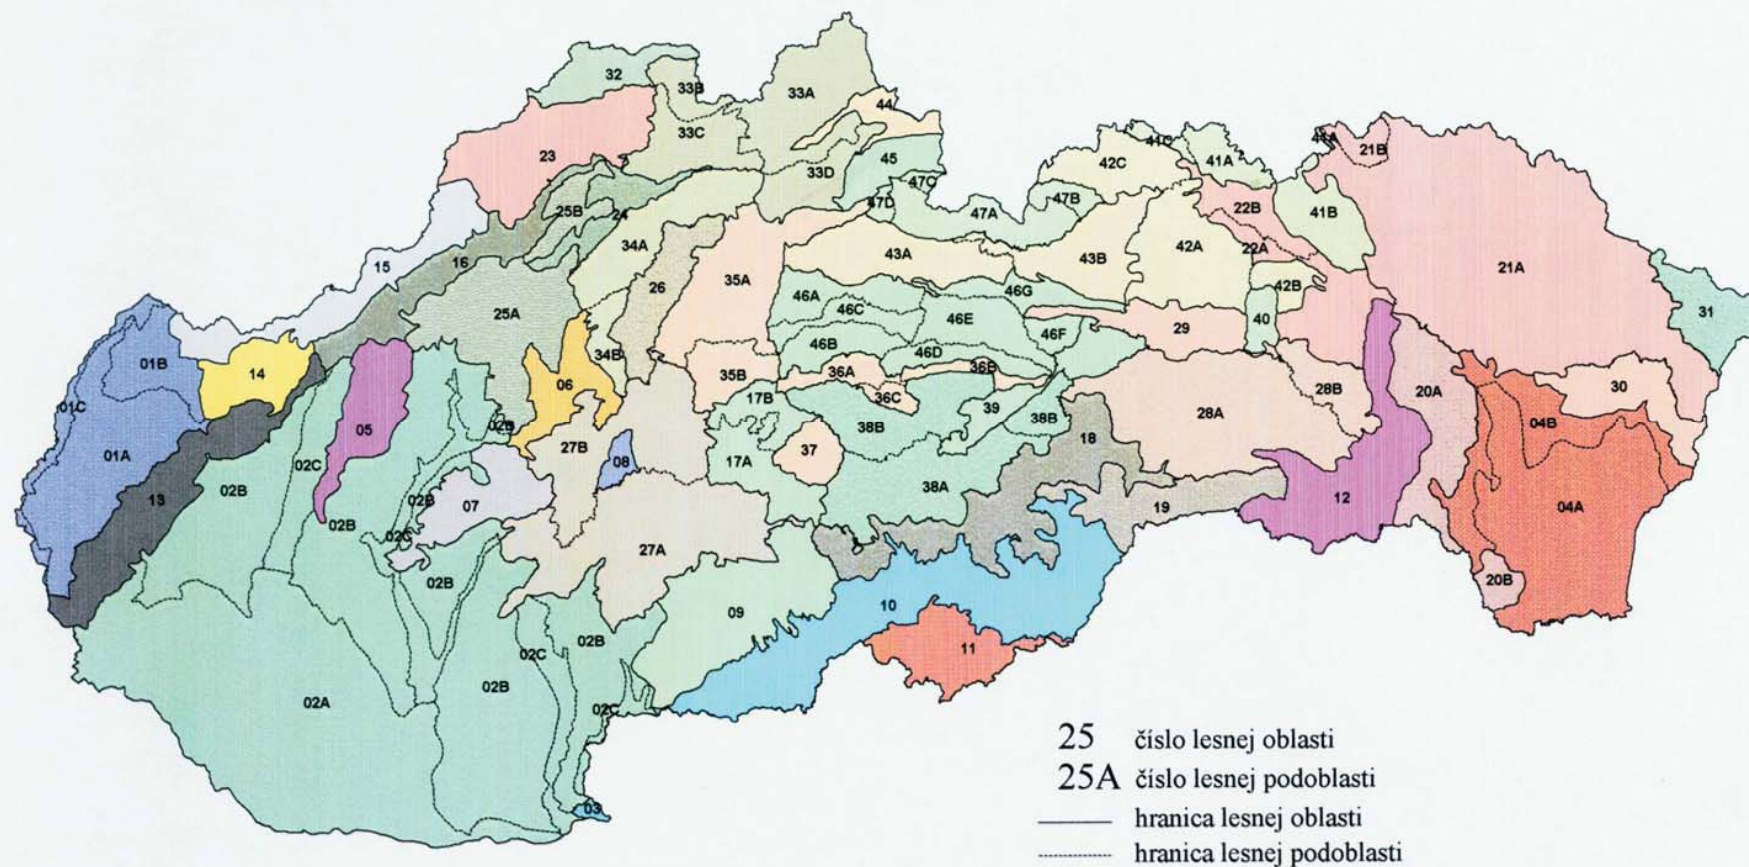 32
33B
33A
44
33C
23
45
33D
47C
47D
47A
47B
42C
41C
41A
44A
21B
22B
41B
22A
42A
21A
25B
24
34A
16
15
26
35A
43A
43B
42B
31
25A
46A
46C
46G
46E
46F
29
40
46B
46D
34B
01B
14
06
35B
36A
36B
36C
28B
20A
30
01C
05
02B
17B
39
38B
38B
28A
04B
01A
13
02C
02B
27B
08
17A
37
18
02B
02B
07
38A
19
12
04A
02C
27A
02B
20B
09
10
02B
02C
11
02A
02B
02C
03
25 číslo lesnej oblasti
25A číslo lesnej podoblasti
hranica lesnej oblasti
hranica lesnej podoblasti